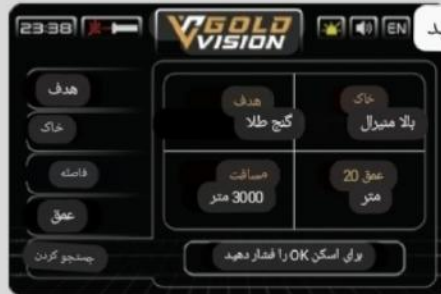 23:38
GOLD VISION
EN
هدف
خاک
فاصله
عمق
جستجو کردن
هدف
گنج طلا
خاک
بالا منیرال
مسافت
3000 متر
عمق 20
متر
برای اسکن OK را فشار دهید